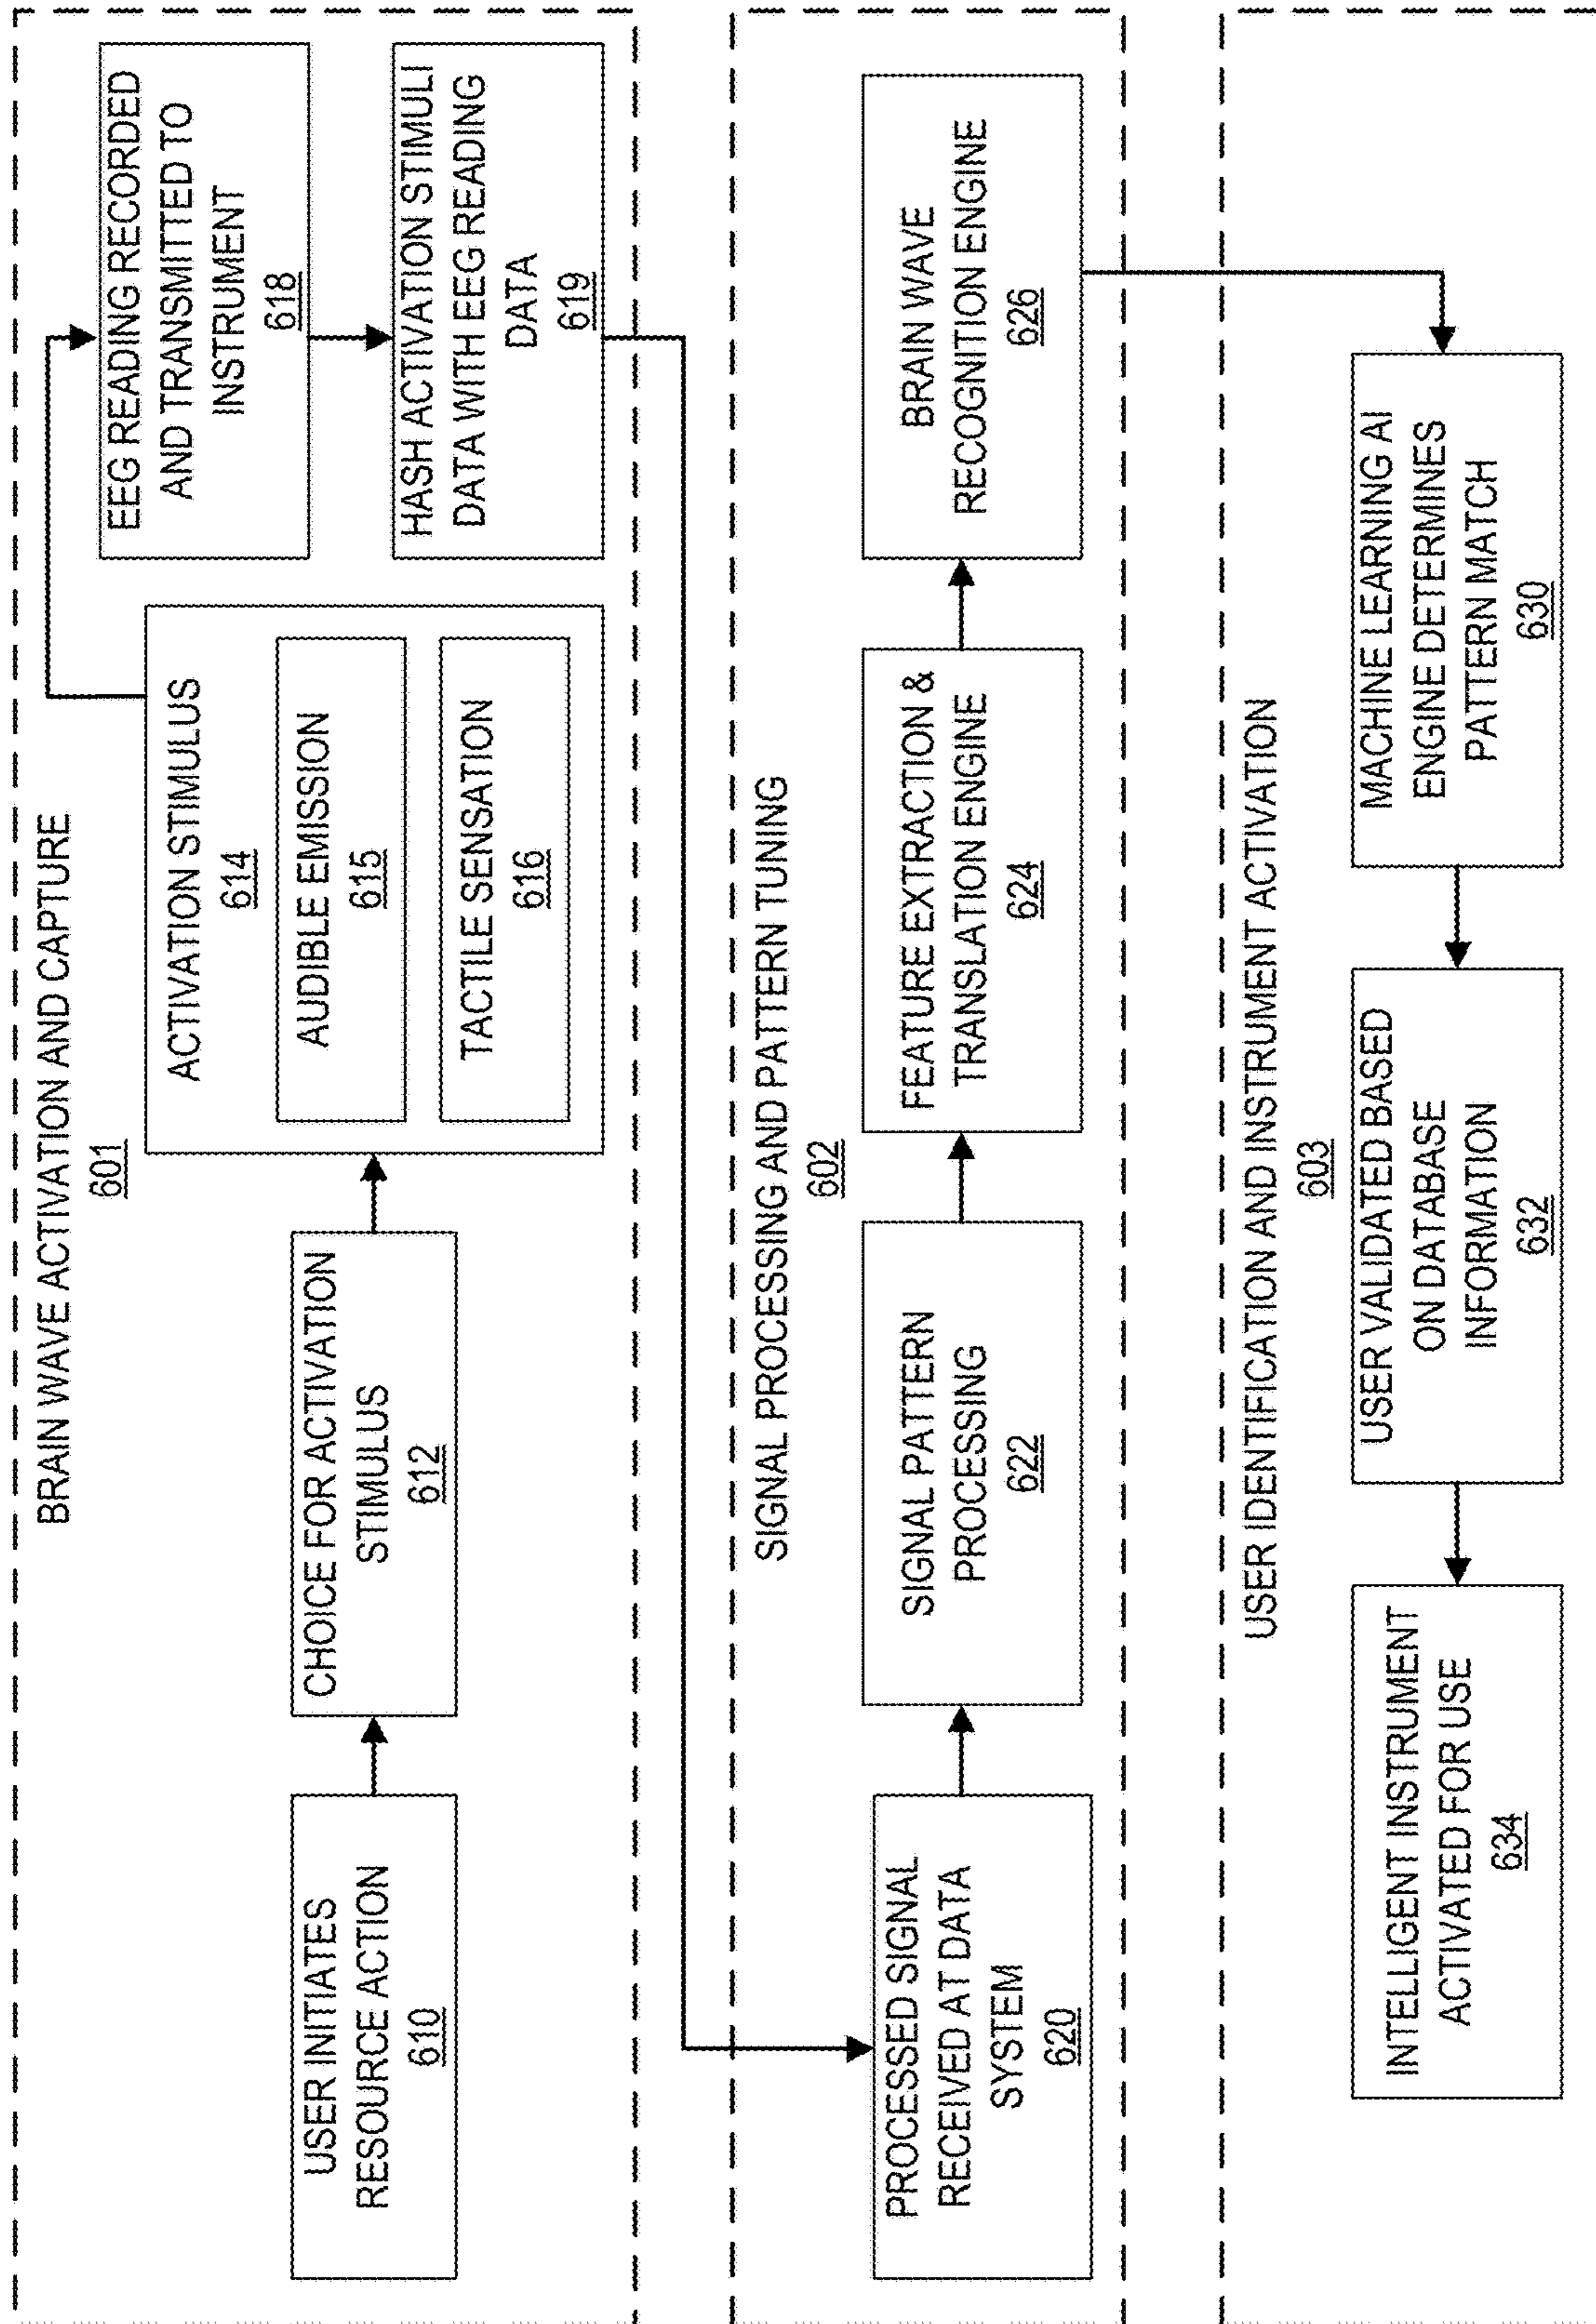 BRAIN WAVE ACTIVATION AND CAPTURE
601
USER INITIATES
RESOURCE ACTION
610
CHOICE FOR ACTIVATION
STIMULUS
612
ACTIVATION STIMULUS
614
AUDIBLE EMISSION
615
TACTILE SENSATION
616
EEG READING RECORDED
AND TRANSMITTED TO
INSTRUMENT
618
HASH ACTIVATION STIMULI
DATA WITH EEG READING
DATA
619
SIGNAL PROCESSING AND PATTERN TUNING
602
PROCESSED SIGNAL
RECEIVED AT DATA
SYSTEM
620
SIGNAL PATTERN
PROCESSING
622
FEATURE EXTRACTION &
TRANSLATION ENGINE
624
BRAIN WAVE
RECOGNITION ENGINE
626
USER IDENTIFICATION AND INSTRUMENT ACTIVATION
603
INTELLIGENT INSTRUMENT
ACTIVATED FOR USE
634
USER VALIDATED BASED
ON DATABASE
INFORMATION
632
MACHINE LEARNING AI
ENGINE DETERMINES
PATTERN MATCH
630